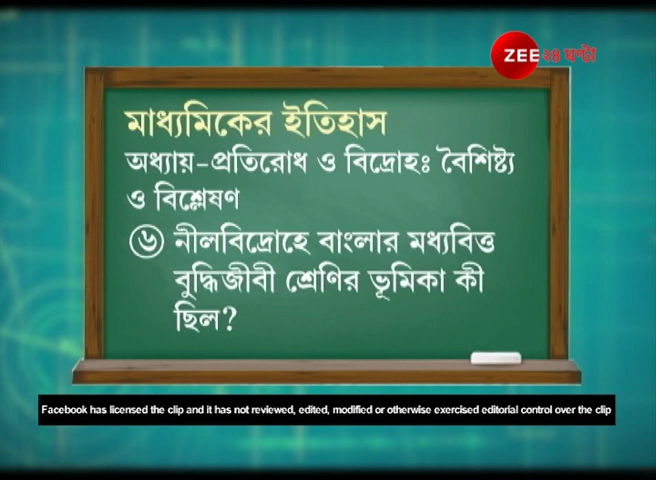 ZEE ২৪ ঘণ্টা
মাধ্যমিকের ইতিহাস
অধ্যায়-প্রতিরোধ ও বিদ্রোহঃ বৈশিষ্ট্য
ও বিশ্লেষণ
৬ নীলবিদ্রোহে বাংলার মধ্যবিত্ত
বুদ্ধিজীবী শ্রেণির ভূমিকা কী
ছিল?
Facebook has licensed the clip and it has not reviewed, edited, modified or otherwise exercised editorial control over the clip